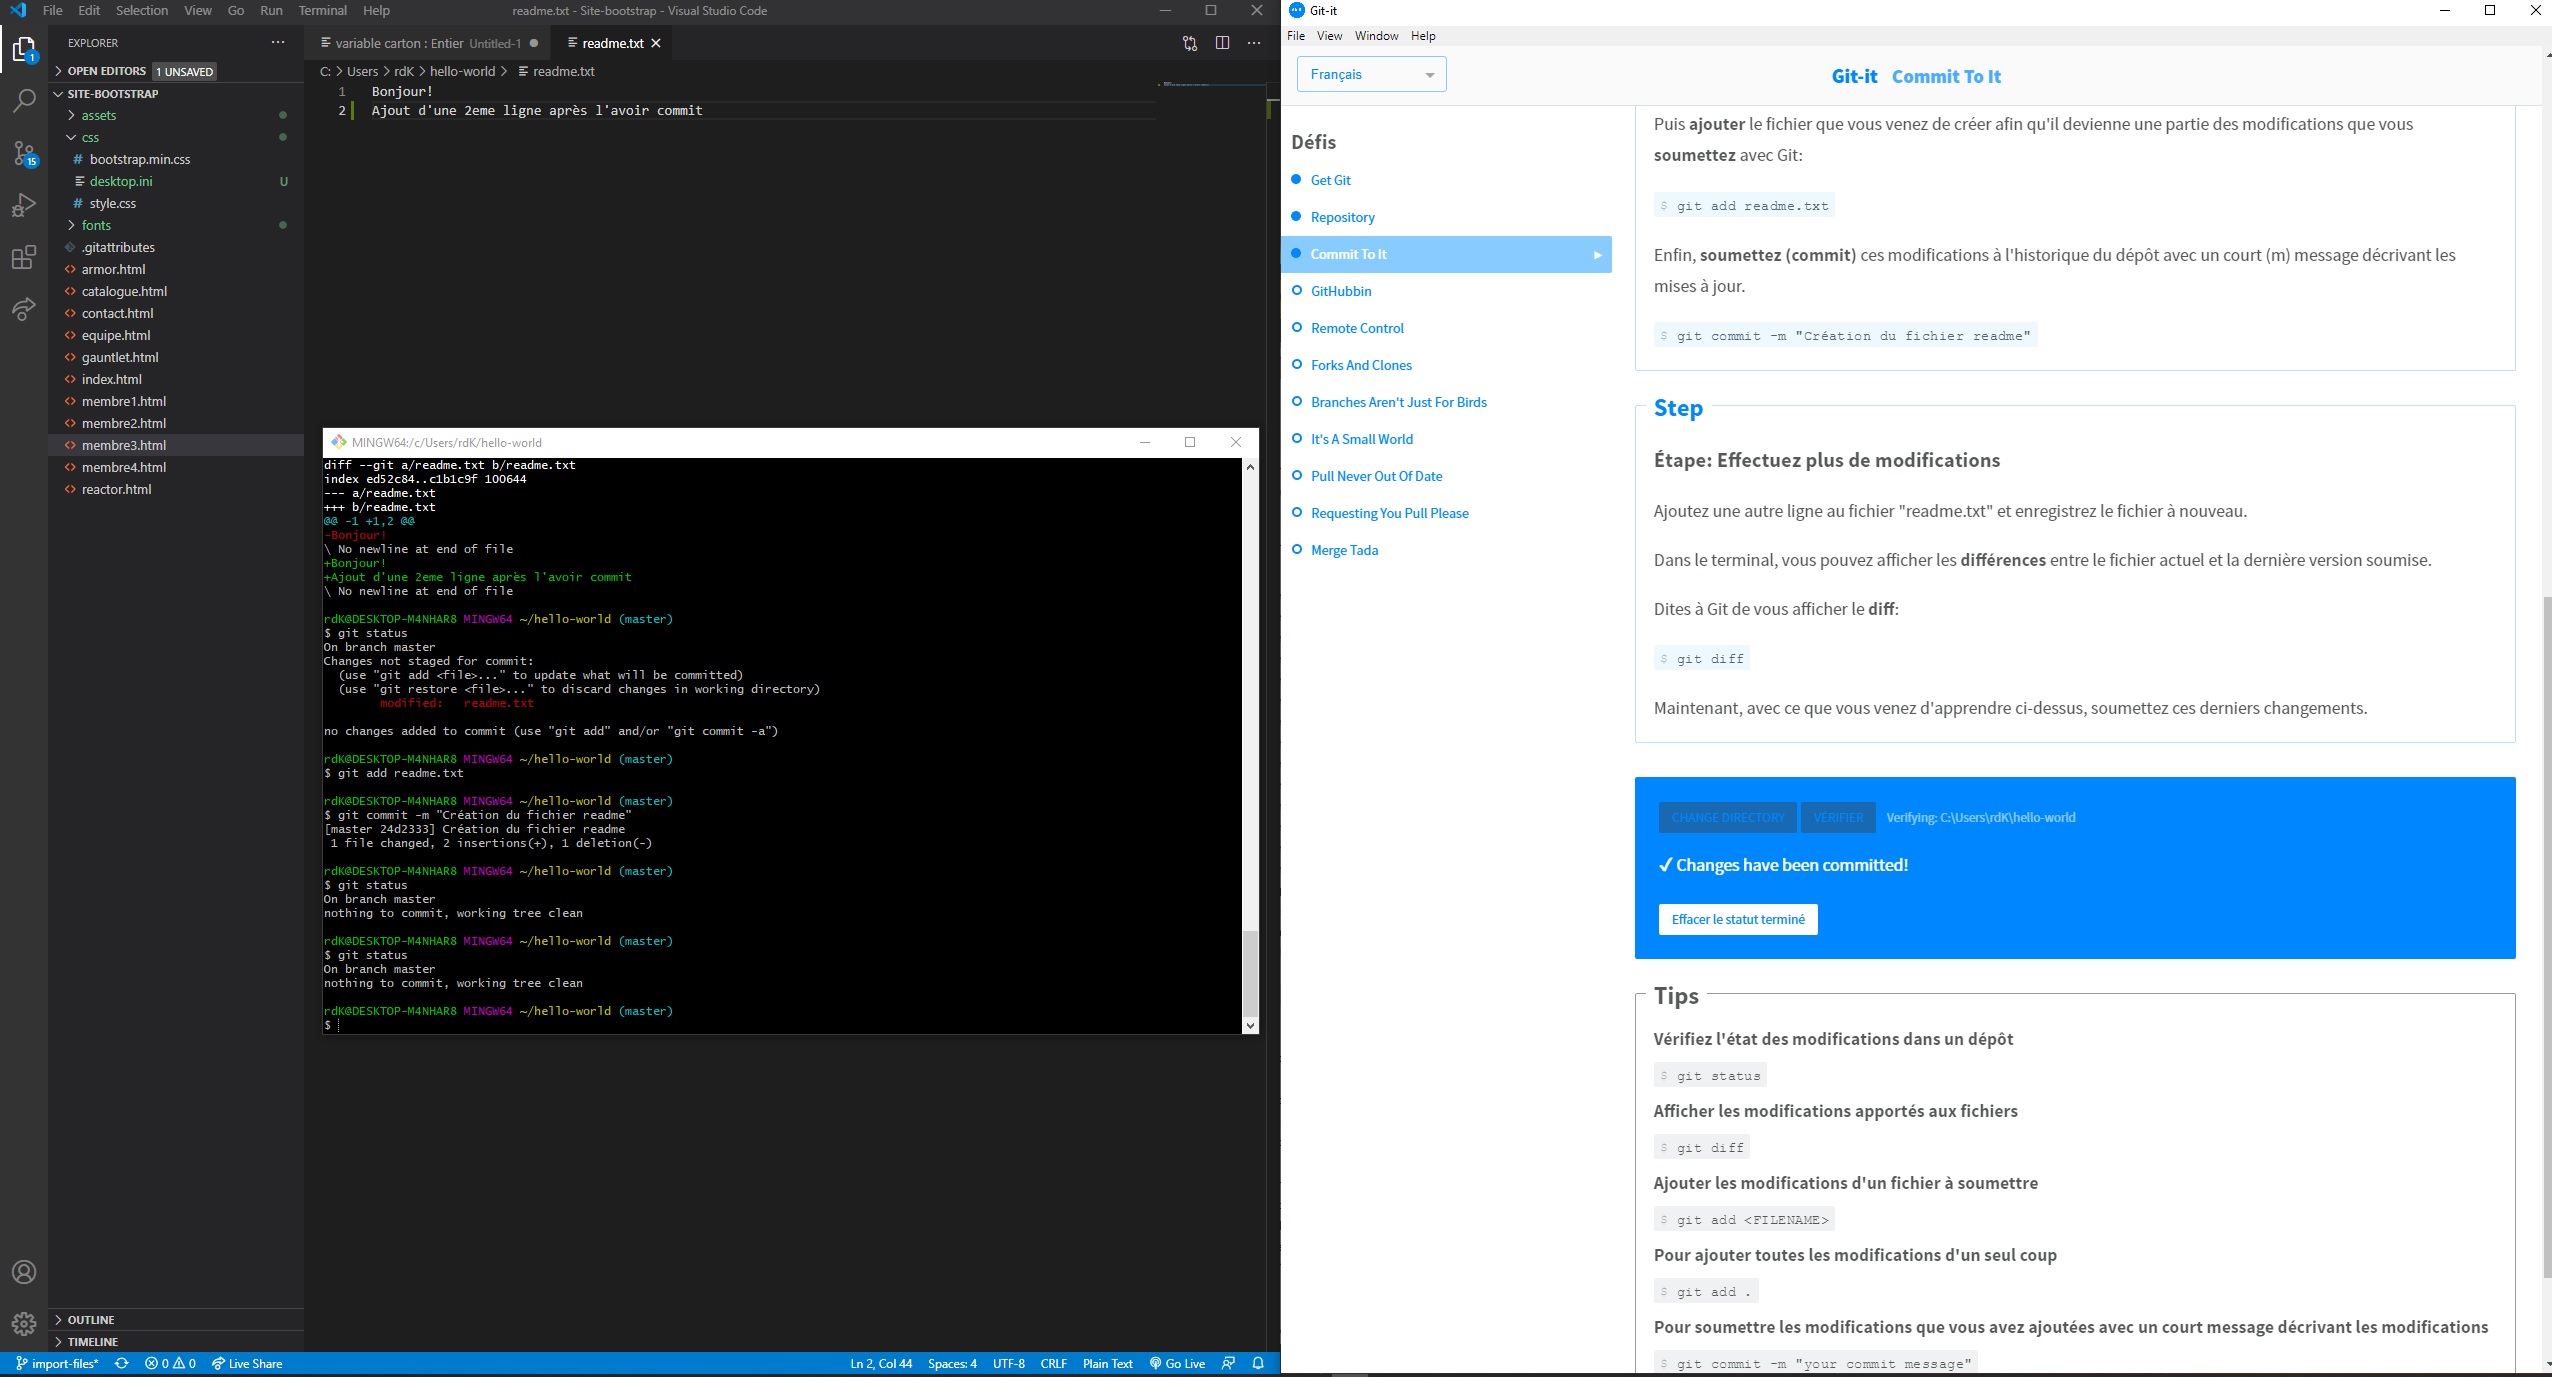 File Edit Selection View Go Run Terminal Help
readme.txt - Site-bootstrap - Visual Studio Code
EXPLORER
OPEN EDITORS 1 UNSAVED
SITE-BOOTSTRAP
assets
css
bootstrap.min.css
desktop.ini U
style.css
fonts
.gitattributes
armor.html
catalogue.html
contact.html
equipe.html
gauntlet.html
index.html
membre1.html
membre2.html
membre3.html
membre4.html
reactor.html
OUTLINE
TIMELINE
1
15
variable carton : Entier Untitled-1
readme.txt
C: > Users > rdK > hello-world > readme.txt
1 Bonjour!
2 Ajout d'une 2eme ligne après l'avoir commit
MINGW64:/c/Users/rdK/hello-world
diff --git a/readme.txt b/readme.txt
index ed52c84..c1b1c9f 100644
--- a/readme.txt
+++ b/readme.txt
@@ -1 +1,2 @@
-Bonjour!
\ No newline at end of file
+Bonjour!
+Ajout d'une 2eme ligne après l'avoir commit
\ No newline at end of file
rdK@DESKTOP-M4NHAR8 MINGW64 ~/hello-world (master)
$ git status
On branch master
Changes not staged for commit:
(use "git add <file>..." to update what will be committed)
(use "git restore <file>..." to discard changes in working directory)
modified: readme.txt
no changes added to commit (use "git add" and/or "git commit -a")
rdK@DESKTOP-M4NHAR8 MINGW64 ~/hello-world (master)
$ git add readme.txt
rdK@DESKTOP-M4NHAR8 MINGW64 ~/hello-world (master)
$ git commit -m "Création du fichier readme"
[master 24d2333] Création du fichier readme
1 file changed, 2 insertions(+), 1 deletion(-)
rdK@DESKTOP-M4NHAR8 MINGW64 ~/hello-world (master)
$ git status
On branch master
nothing to commit, working tree clean
rdK@DESKTOP-M4NHAR8 MINGW64 ~/hello-world (master)
$ git status
On branch master
nothing to commit, working tree clean
rdK@DESKTOP-M4NHAR8 MINGW64 ~/hello-world (master)
$
import-files* 0 0 Live Share
Ln 2, Col 44 Spaces: 4 UTF-8 CRLF Plain Text Go Live
Git-it
File View Window Help
Français
Git-it Commit To It
Défis
Get Git
Repository
Commit To It
GitHubbin
Remote Control
Forks And Clones
Branches Aren't Just For Birds
It's A Small World
Pull Never Out Of Date
Requesting You Pull Please
Merge Tada
Puis ajouter le fichier que vous venez de créer afin qu'il devienne une partie des modifications que vous
soumettez avec Git:
$ git add readme.txt
Enfin, soumettez (commit) ces modifications à l'historique du dépôt avec un court (m) message décrivant les
mises à jour.
$ git commit -m "Création du fichier readme"
Step
Étape: Effectuez plus de modifications
Ajoutez une autre ligne au fichier "readme.txt" et enregistrez le fichier à nouveau.
Dans le terminal, vous pouvez afficher les différences entre le fichier actuel et la dernière version soumise.
Dites à Git de vous afficher le diff:
$ git diff
Maintenant, avec ce que vous venez d'apprendre ci-dessus, soumettez ces derniers changements.
CHANGE DIRECTORY VÉRIFIER Verifying: C:\Users\rdK\hello-world
✓ Changes have been committed!
Effacer le statut terminé
Tips
Vérifiez l'état des modifications dans un dépôt
$ git status
Afficher les modifications apportés aux fichiers
$ git diff
Ajouter les modifications d'un fichier à soumettre
$ git add <FILENAME>
Pour ajouter toutes les modifications d'un seul coup
$ git add .
Pour soumettre les modifications que vous avez ajoutées avec un court message décrivant les modifications
$ git commit -m "your commit message"